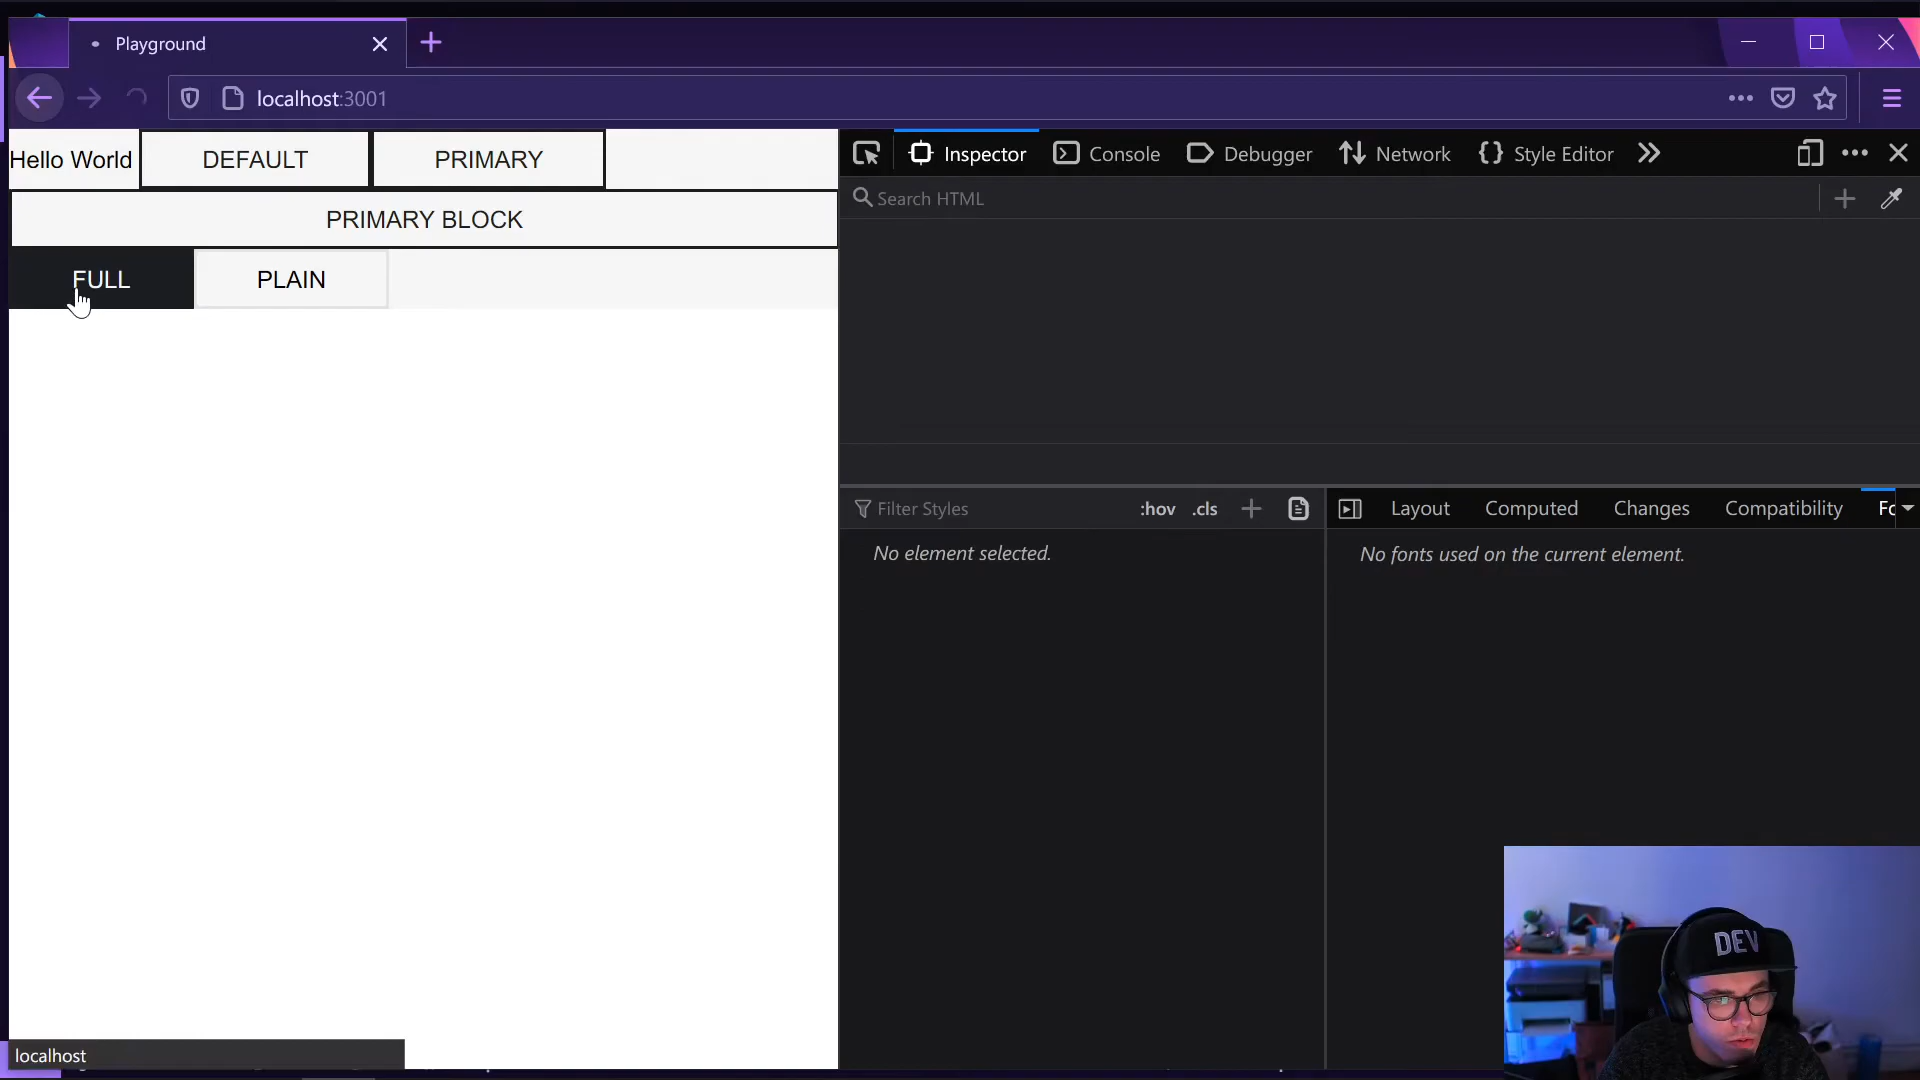 Playground
localhost:3001
Hello World DEFAULT PRIMARY
PRIMARY BLOCK
FULL PLAIN
Inspector Console Debugger Network Style Editor
Search HTML
Filter Styles :hov .cls
Layout Computed Changes Compatibility
No element selected.
No fonts used on the current element.
DEV
localhost